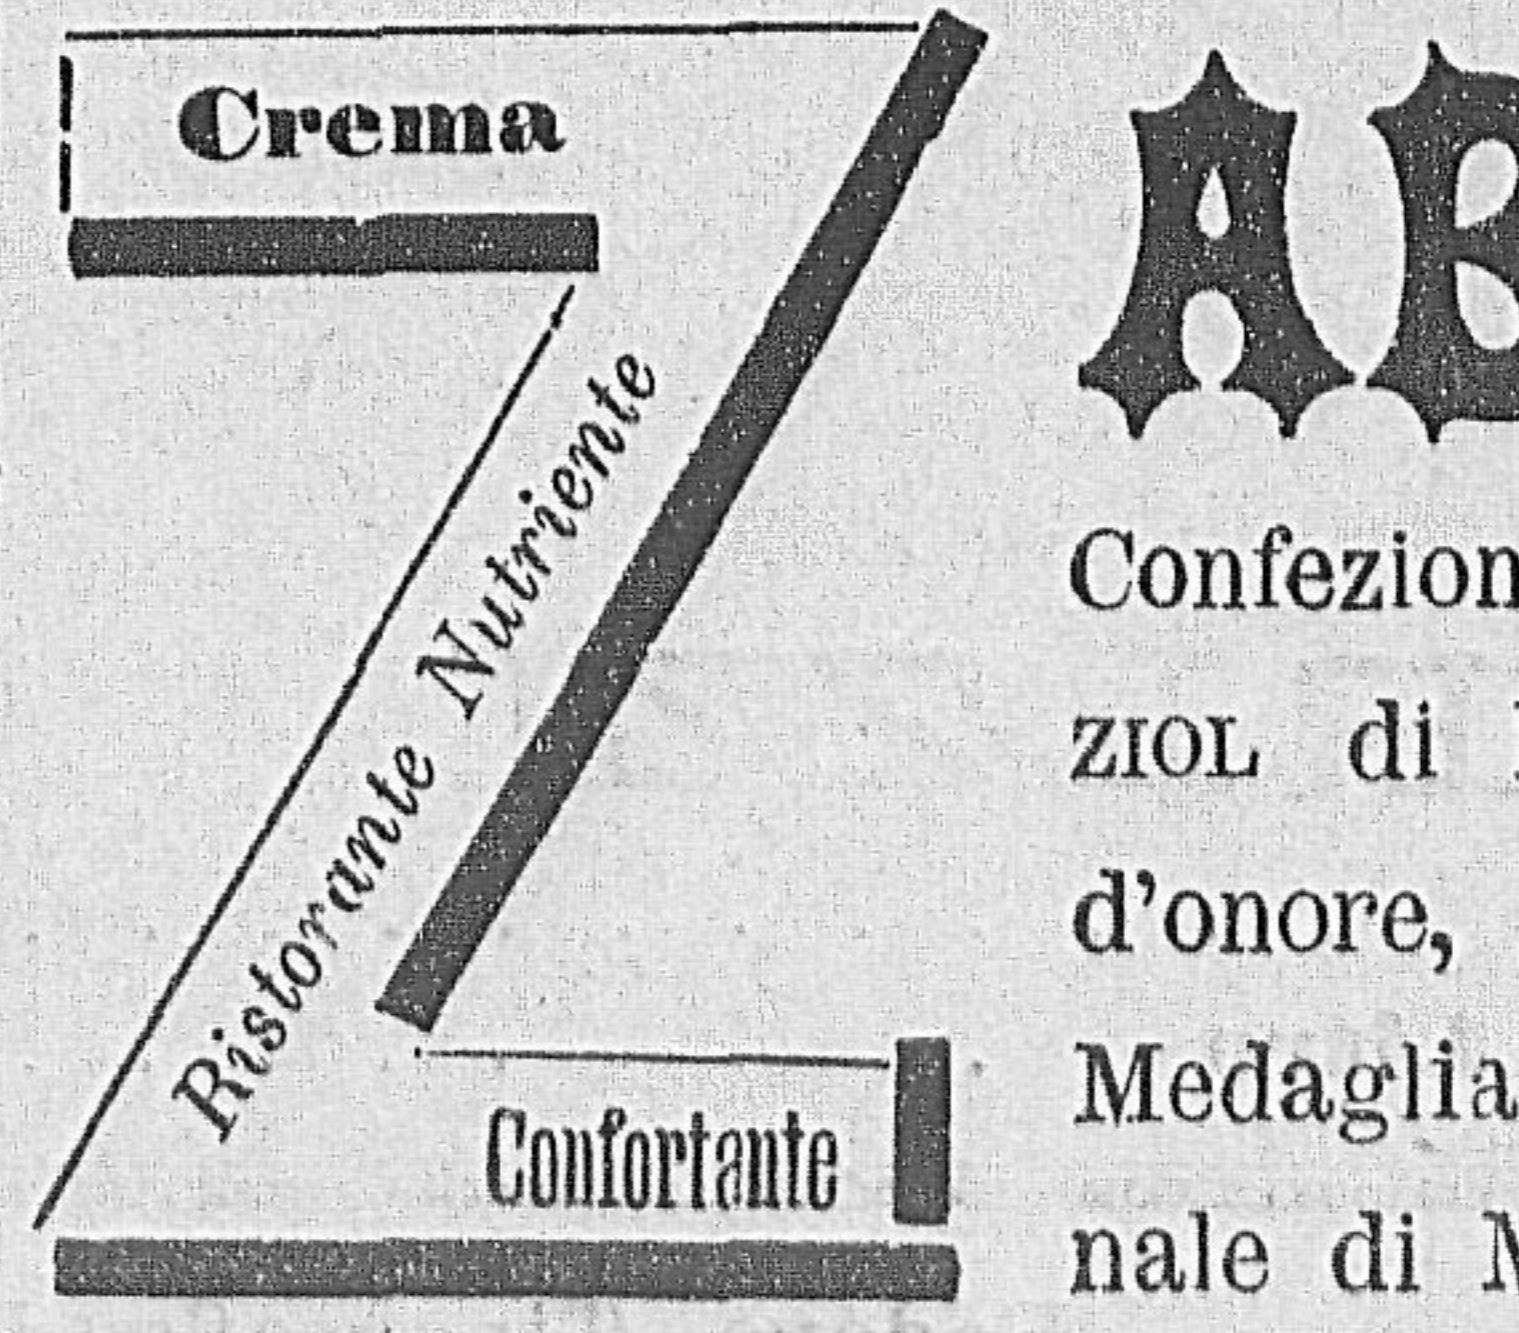 Z
Crema
Ristorante Nutriente
Confortante
AB
Confezion
ZIOL di
d'onore,
Medaglia
nale di M